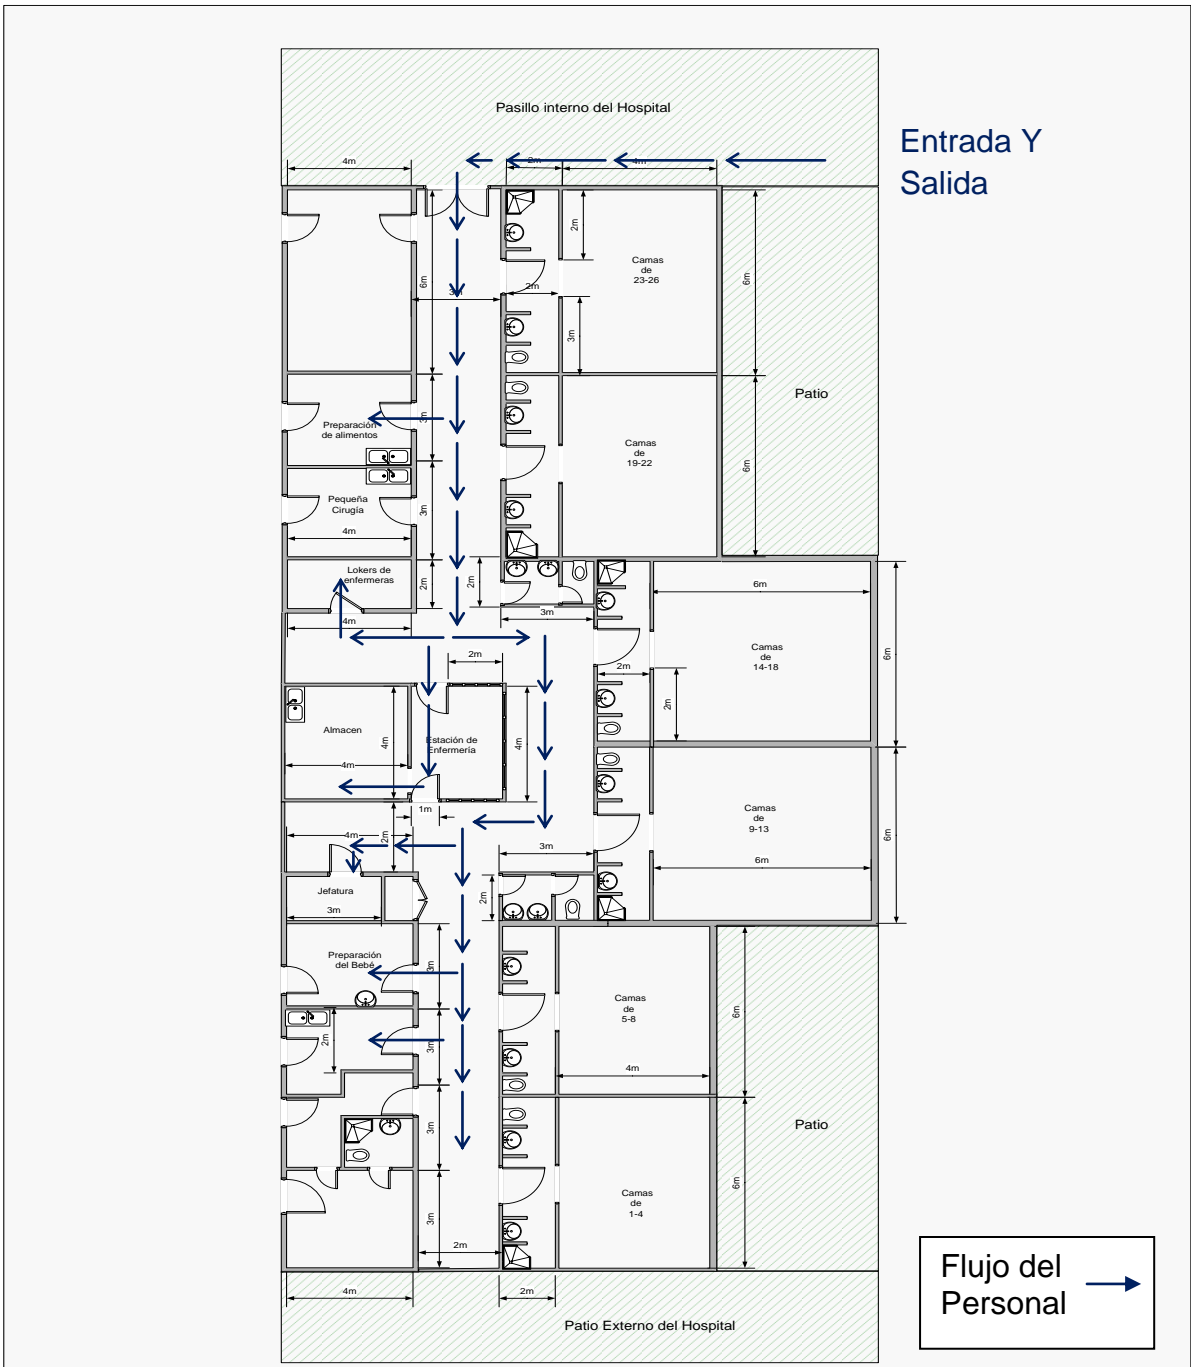 Pasillo interno del Hospital
Entrada Y
Salida
4m
2m
4m
2m
Camas
de
23-26
6m
6m
3m
2m
3m
Patio
Preparación
de alimentos
3m
Camas
de
19-22
6m
Pequeña
Cirugía
3m
4m
Lokers de
enfermeras
2m
2m
3m
4m
6m
Camas
de
14-18
6m
2m
2m
2m
Almacen
4m
4m
Estación de
Enfermería
4m
1m
4m
2m
Camas
de
9-13
6m
6m
3m
Jefatura
3m
2m
Preparación
del Bebé
3m
Camas
de
5-8
6m
4m
2m
3m
3m
Patio
Camas
de
1-4
6m
3m
2m
4m
2m
Patio Externo del Hospital
Flujo del
Personal